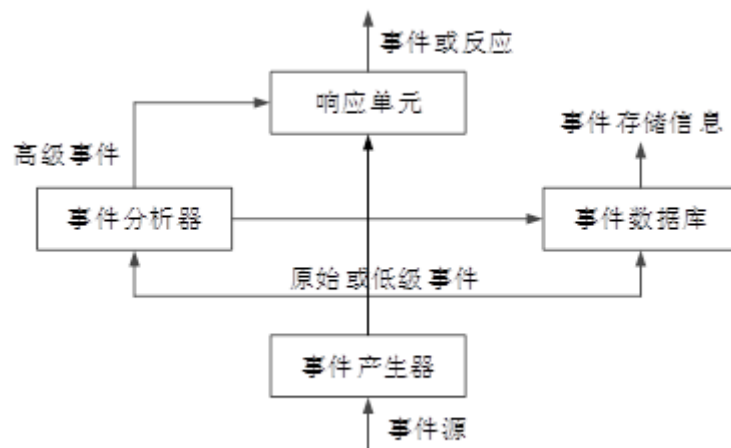 事件或反应
响应单元
事件存储信息
高级事件
事件分析器
事件数据库
原始或低级事件
事件产生器
事件源